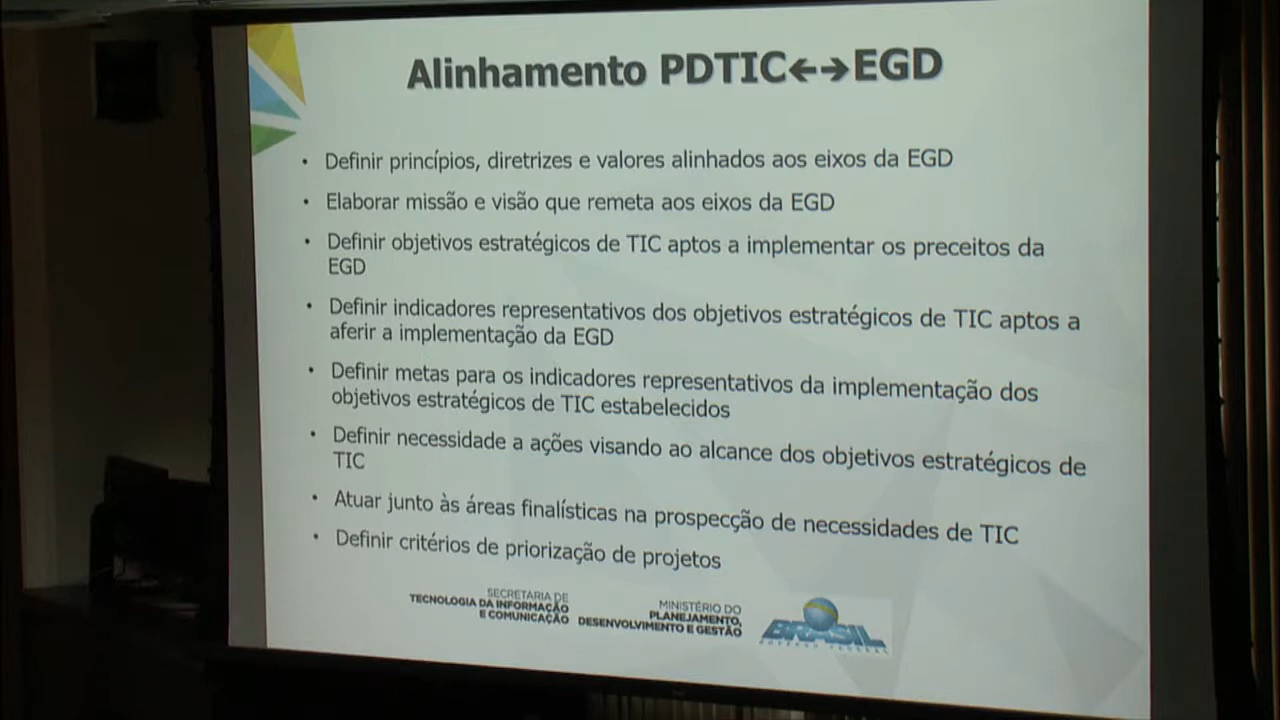 Alinhamento PDTIC←→EGD
• Definir princípios, diretrizes e valores alinhados aos eixos da EGD
• Elaborar missão e visão que remeta aos eixos da EGD
• Definir objetivos estratégicos de TIC aptos a implementar os preceitos da
EGD
• Definir indicadores representativos dos objetivos estratégicos de TIC aptos a
aferir a implementação da EGD
• Definir metas para os indicadores representativos da implementação dos
objetivos estratégicos de TIC estabelecidos
• Definir necessidade a ações visando ao alcance dos objetivos estratégicos de
TIC
• Atuar junto às áreas finalísticas na prospecção de necessidades de TIC
• Definir critérios de priorização de projetos
SECRETARIA DE
TECNOLOGIA DA INFORMAÇÃO
E COMUNICAÇÃO
MINISTÉRIO DO
PLANEJAMENTO,
DESENVOLVIMENTO E GESTÃO
BRASIL
GOVERNO FEDERAL